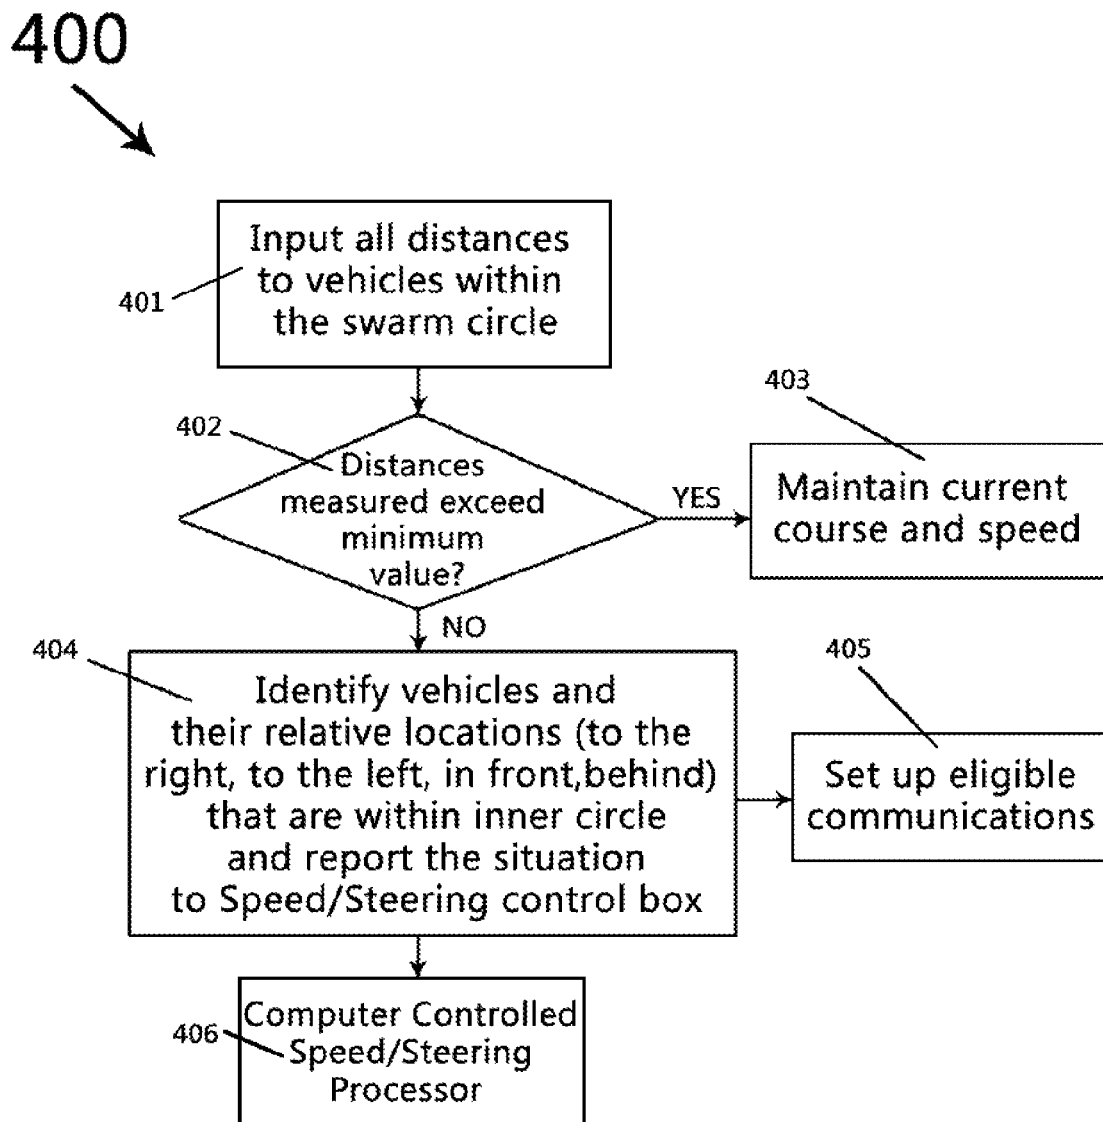 400
Input all distances
to vehicles within
the swarm circle
401
402
Distances
measured exceed
minimum
value?
YES
403
Maintain current
course and speed
NO
404
Identify vehicles and
their relative locations (to the
right, to the left, in front,behind)
that are within inner circle
and report the situation
to Speed/Steering control box
405
Set up eligible
communications
Computer Controlled
406 Speed/Steering
Processor